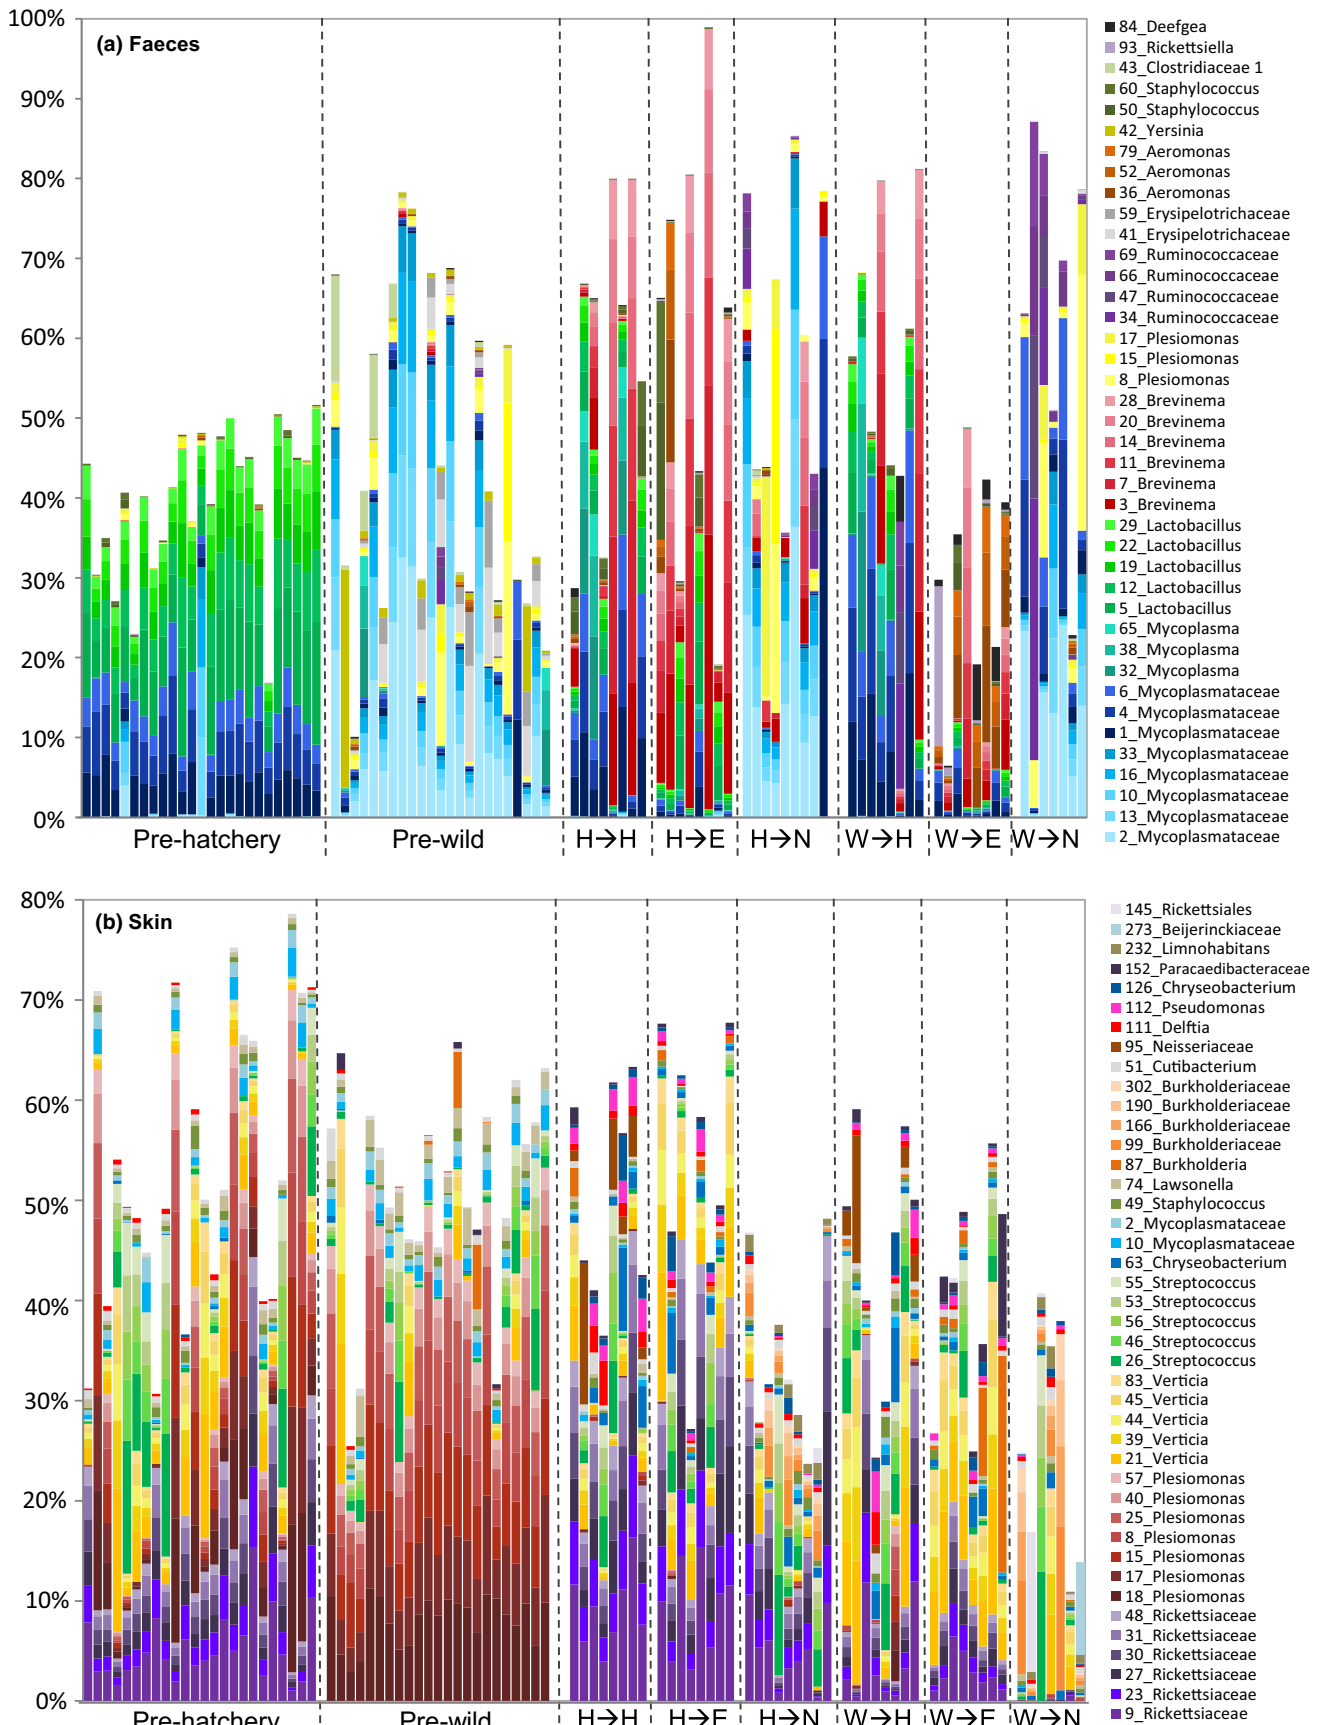 100%
(a) Faeces
90%
80%
70%
60%
50%
40%
30%
20%
10%
0%
Pre-hatchery
Pre-wild
H→H
H→E
H→N
W→H
W→E
W→N
84_Deefgea
93_Rickettsiella
43_Clostridiaceae 1
60_Staphylococcus
50_Staphylococcus
42_Yersinia
79_Aeromonas
52_Aeromonas
36_Aeromonas
59_Erysipelotrichaceae
41_Erysipelotrichaceae
69_Ruminococcaceae
66_Ruminococcaceae
47_Ruminococcaceae
34_Ruminococcaceae
17_Plesiomonas
15_Plesiomonas
8_Plesiomonas
28_Brevinema
20_Brevinema
14_Brevinema
11_Brevinema
7_Brevinema
3_Brevinema
29_Lactobacillus
22_Lactobacillus
19_Lactobacillus
12_Lactobacillus
5_Lactobacillus
65_Mycoplasma
38_Mycoplasma
32_Mycoplasma
6_Mycoplasmataceae
4_Mycoplasmataceae
1_Mycoplasmataceae
33_Mycoplasmataceae
16_Mycoplasmataceae
10_Mycoplasmataceae
13_Mycoplasmataceae
2_Mycoplasmataceae
80%
(b) Skin
70%
60%
50%
40%
30%
20%
10%
0%
Pre-hatchery
Pre-wild
H→H
H→E
H→N
W→H
W→E
W→N
145_Rickettsiales
273_Beijerinckiaceae
232_Limnohabitans
152_Paracaedibacteraceae
126_Chryseobacterium
112_Pseudomonas
111_Delftia
95_Neisseriaceae
51_Cutibacterium
302_Burkholderiaceae
190_Burkholderiaceae
166_Burkholderiaceae
99_Burkholderiaceae
87_Burkholderia
74_Lawsonella
49_Staphylococcus
2_Mycoplasmataceae
10_Mycoplasmataceae
63_Chryseobacterium
55_Streptococcus
53_Streptococcus
56_Streptococcus
46_Streptococcus
26_Streptococcus
83_Verticia
45_Verticia
44_Verticia
39_Verticia
21_Verticia
57_Plesiomonas
40_Plesiomonas
25_Plesiomonas
8_Plesiomonas
15_Plesiomonas
17_Plesiomonas
18_Plesiomonas
48_Rickettsiaceae
31_Rickettsiaceae
30_Rickettsiaceae
27_Rickettsiaceae
23_Rickettsiaceae
9_Rickettsiaceae